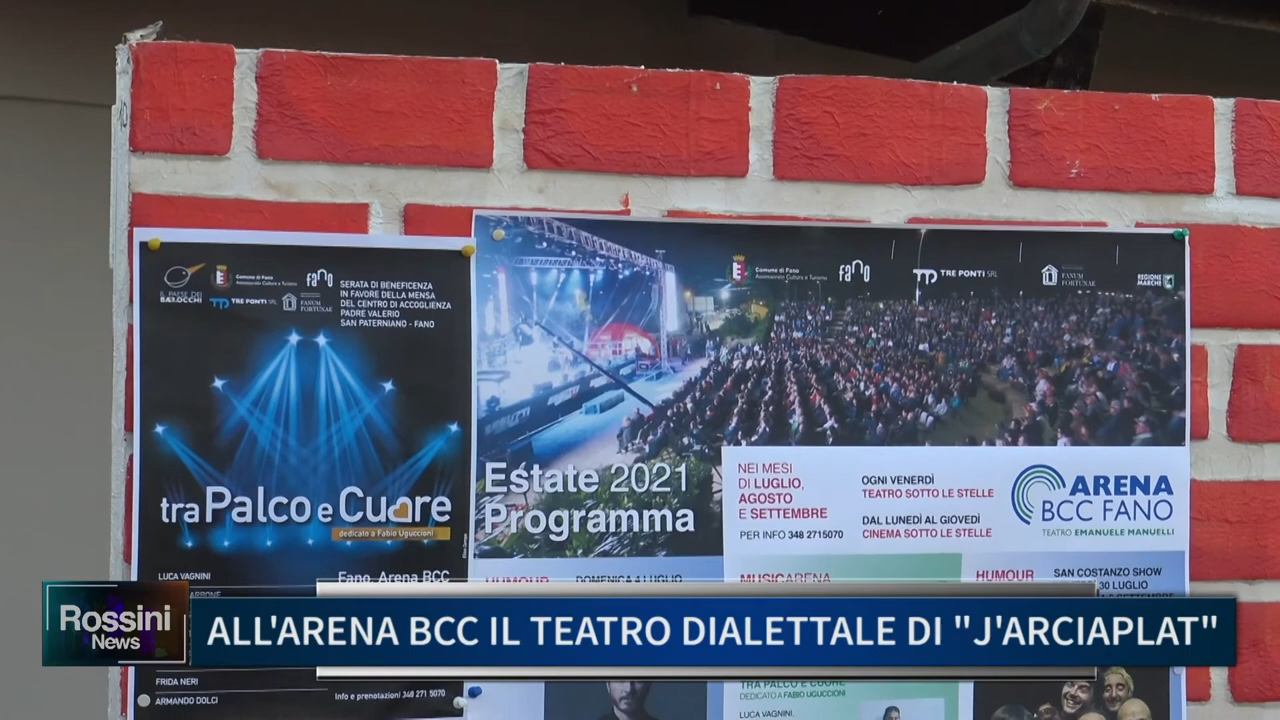 IL PAESE DEI
BALOCCHI
Comune di Fano
Assessorato Cultura e Turismo
fano
TRE PONTI SRL
FANUM
FORTUNAE
SERATA DI BENEFICENZA
IN FAVORE DELLA MENSA
DEL CENTRO DI ACCOGLIENZA
PADRE VALERIO
SAN PATERNIANO - FANO
tra Palco e Cuore
dedicato a Fabio Uguccioni
LUCA VAGNINI
Fano, Arena BCC
FRIDA NERI
ARMANDO DOLCI
Info e prenotazioni 348 271 5070
Comune di Fano
Assessorato Cultura e Turismo
fano
TRE PONTI SRL
FANUM
FORTUNAE
REGIONE
MARCHE
Estate 2021
Programma
NEI MESI
DI LUGLIO,
AGOSTO
E SETTEMBRE
PER INFO 348 2715070
OGNI VENERDÌ
TEATRO SOTTO LE STELLE
DAL LUNEDÌ AL GIOVEDÌ
CINEMA SOTTO LE STELLE
ARENA
BCC FANO
TEATRO EMANUELE MANUELLI
HUMOUR
DOMENICA 4 LUGLIO
MUSICARENA
HUMOUR
SAN COSTANZO SHOW
30 LUGLIO
Rossini
News
ALL'ARENA BCC IL TEATRO DIALETTALE DI "J'ARCIAPLAT"
TRA PALCO E CUORE
DEDICATO A FABIO UGUCCIONI
LUCA VAGNINI,